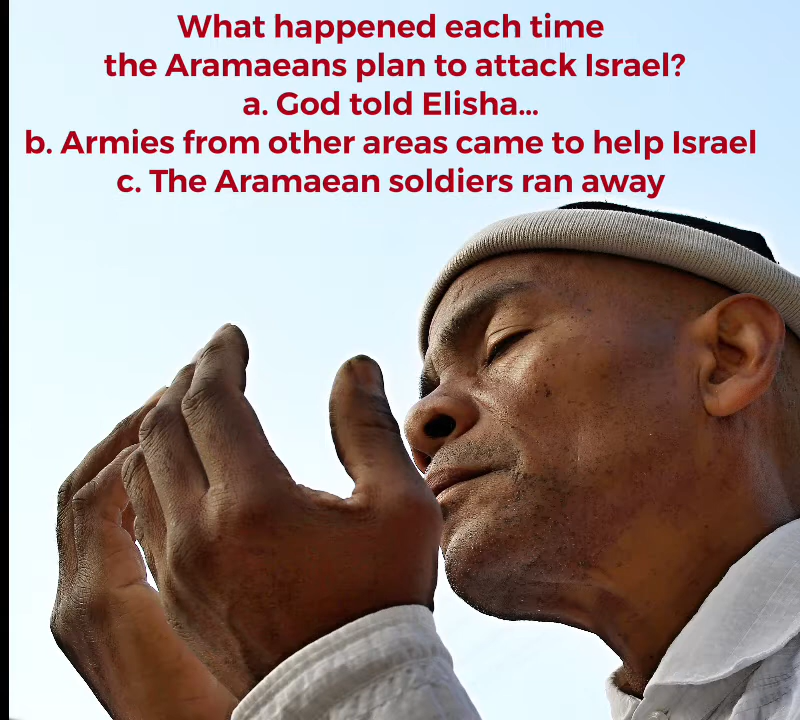 What happened each time
the Aramaeans plan to attack Israel?
a. God told Elisha...
b. Armies from other areas came to help Israel
c. The Aramaean soldiers ran away